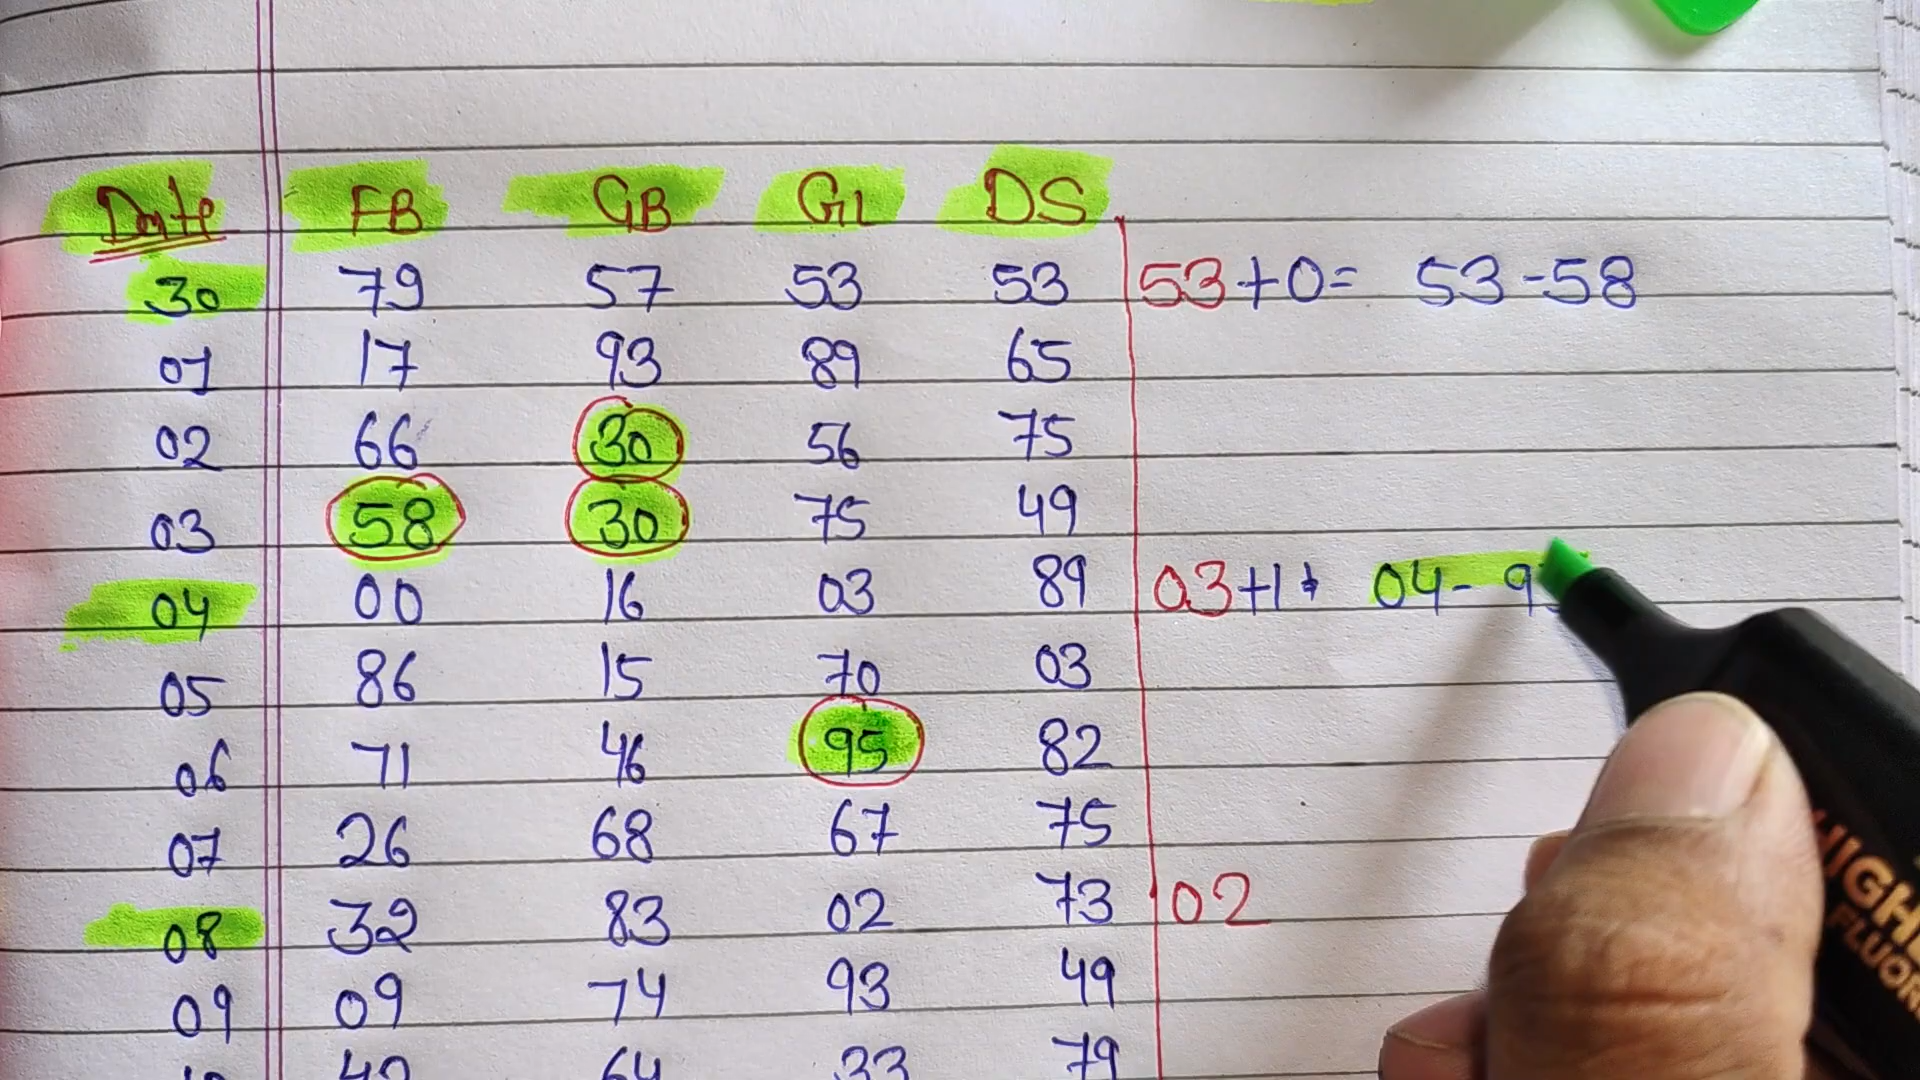 Date FB GB GL DS
30 79 57 53 53 53+0= 53-58
01 17 93 89 65
02 66 30 56 75
03 58 30 75 49
04 00 16 03 89 03+1+ 04-
05 86 15 70 03
06 71 46 95 82
07 26 68 67 75
08 32 83 02 73 02
09 09 74 93 49
64 33 79